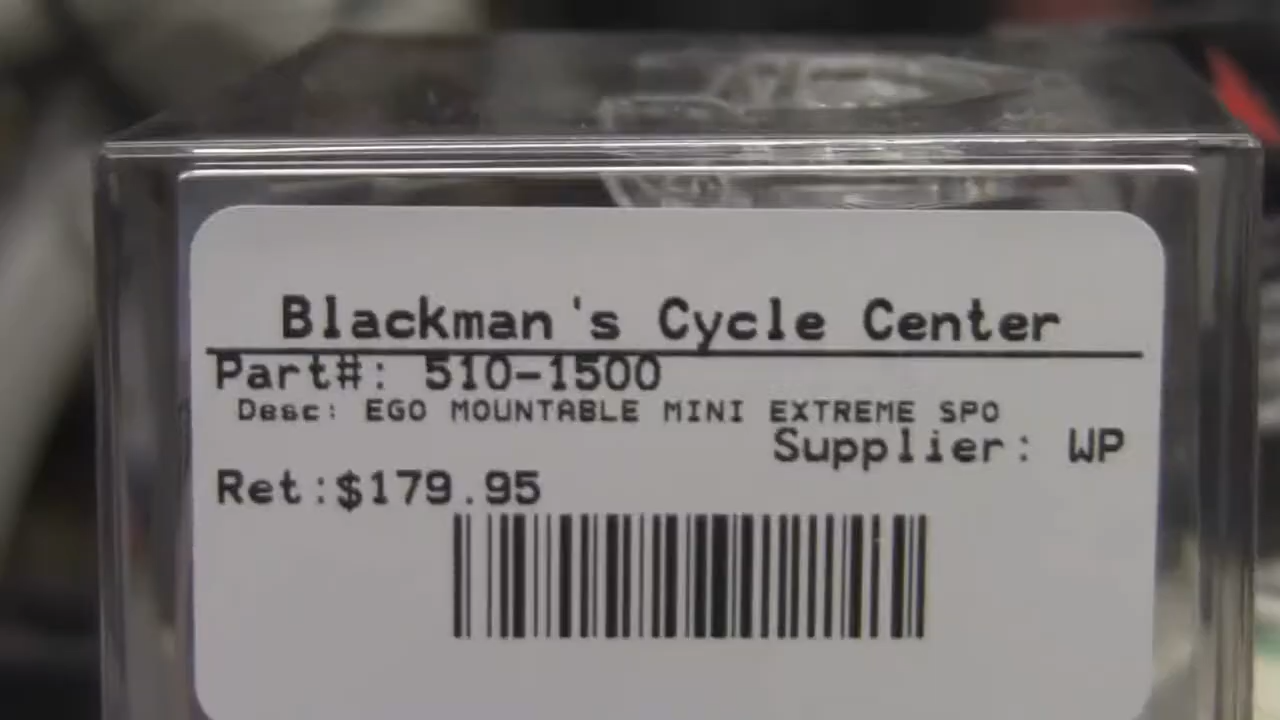 Blackman's Cycle Center
Part#: 510-1500
Desc: EGO MOUNTABLE MINI EXTREME SPO
Supplier: WP
Ret:$179.95